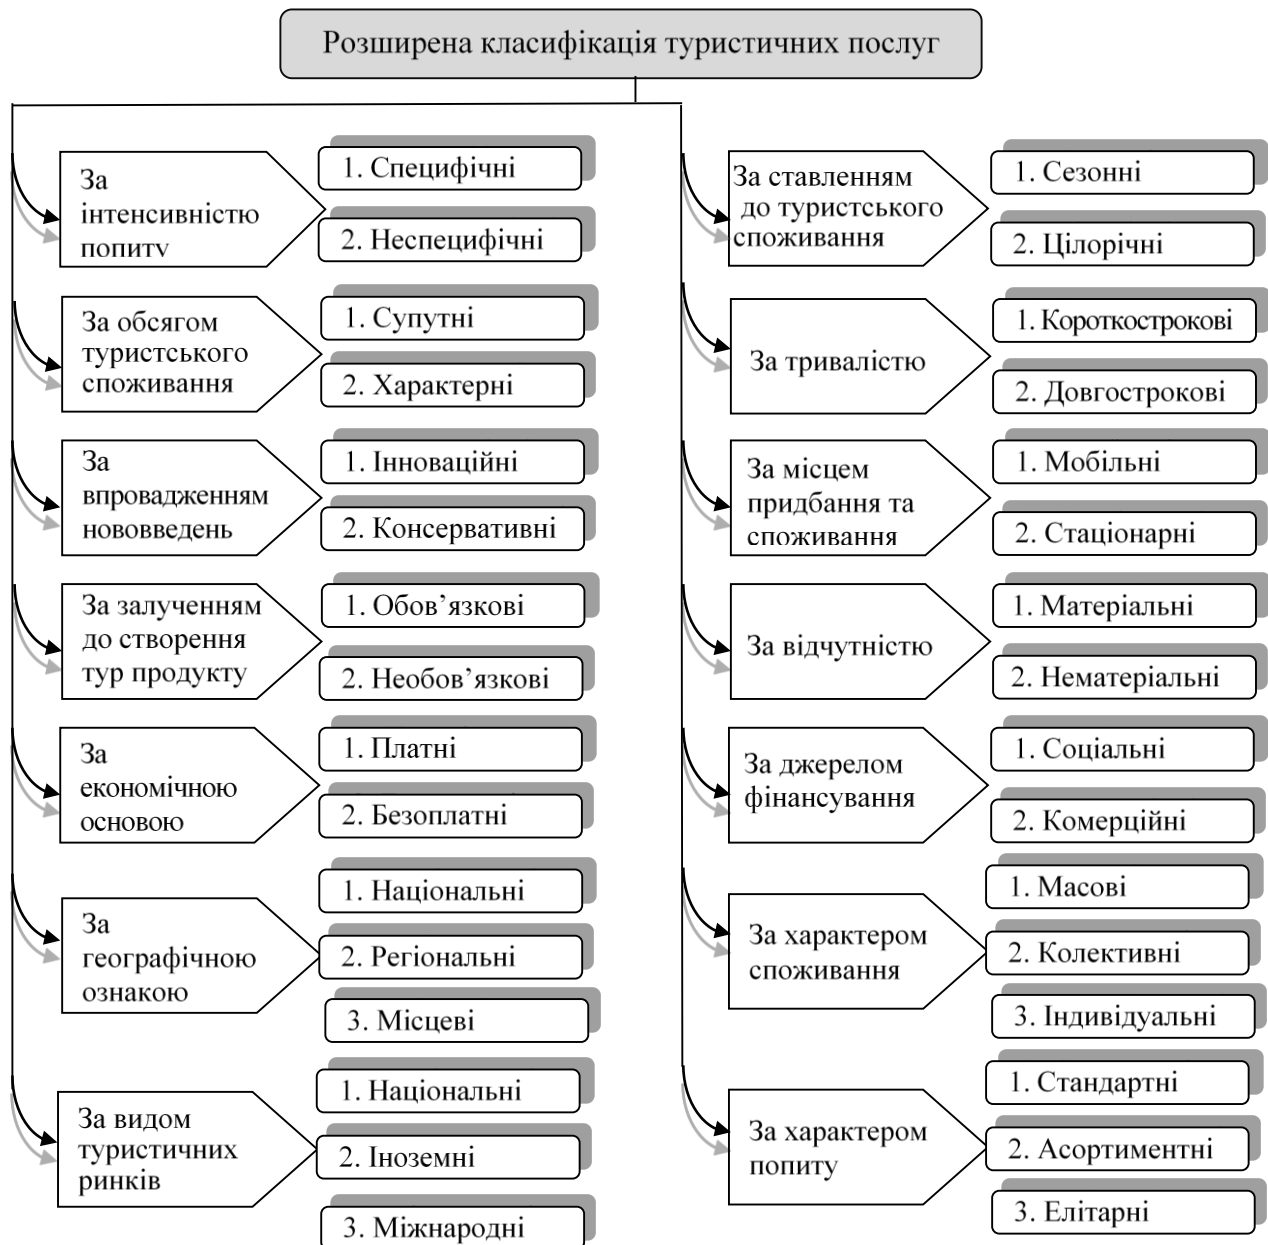 Розширена класифікація туристичних послуг
За
інтенсивністю
попиту
1. Специфічні
2. Неспецифічні
За обсягом
туристського
споживання
1. Супутні
2. Характерні
За
впровадженням
нововведень
1. Інноваційні
2. Консервативні
За залученням
до створення
тур продукту
1. Обов’язкові
2. Необов’язкові
За
економічною
основою
1. Платні
2. Безоплатні
За
географічною
ознакою
1. Національні
2. Регіональні
3. Місцеві
За видом
туристичних
ринків
1. Національні
2. Іноземні
3. Міжнародні
За ставленням
до туристського
споживання
1. Сезонні
2. Цілорічні
За тривалістю
1. Короткострокові
2. Довгострокові
За місцем
придбання та
споживання
1. Мобільні
2. Стаціонарні
За відчутністю
1. Матеріальні
2. Нематеріальні
За джерелом
фінансування
1. Соціальні
2. Комерційні
За характером
споживання
1. Масові
2. Колективні
3. Індивідуальні
За характером
попиту
1. Стандартні
2. Асортиментні
3. Елітарні